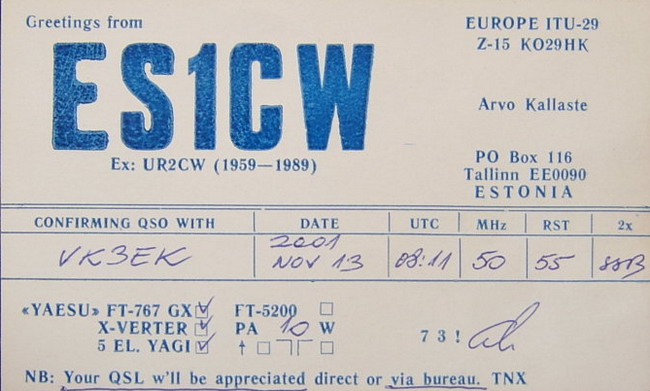 Greetings from
EUROPE ITU-29
Z-15 KO29HK
ES1CW
Arvo Kallaste
Ex: UR2CW (1959—1989)
PO Box 116
Tallinn EE0090
ESTONIA
CONFIRMING QSO WITH DATE UTC MHz RST 2x
VK3EK 2001 NOV 13 08:11 50 55 SSB
«YAESU» FT-767 GX FT-5200
X-VERTER PA 10 W
5 EL. YAGI
73!
NB: Your QSL w'll be appreciated direct or via bureau. TNX